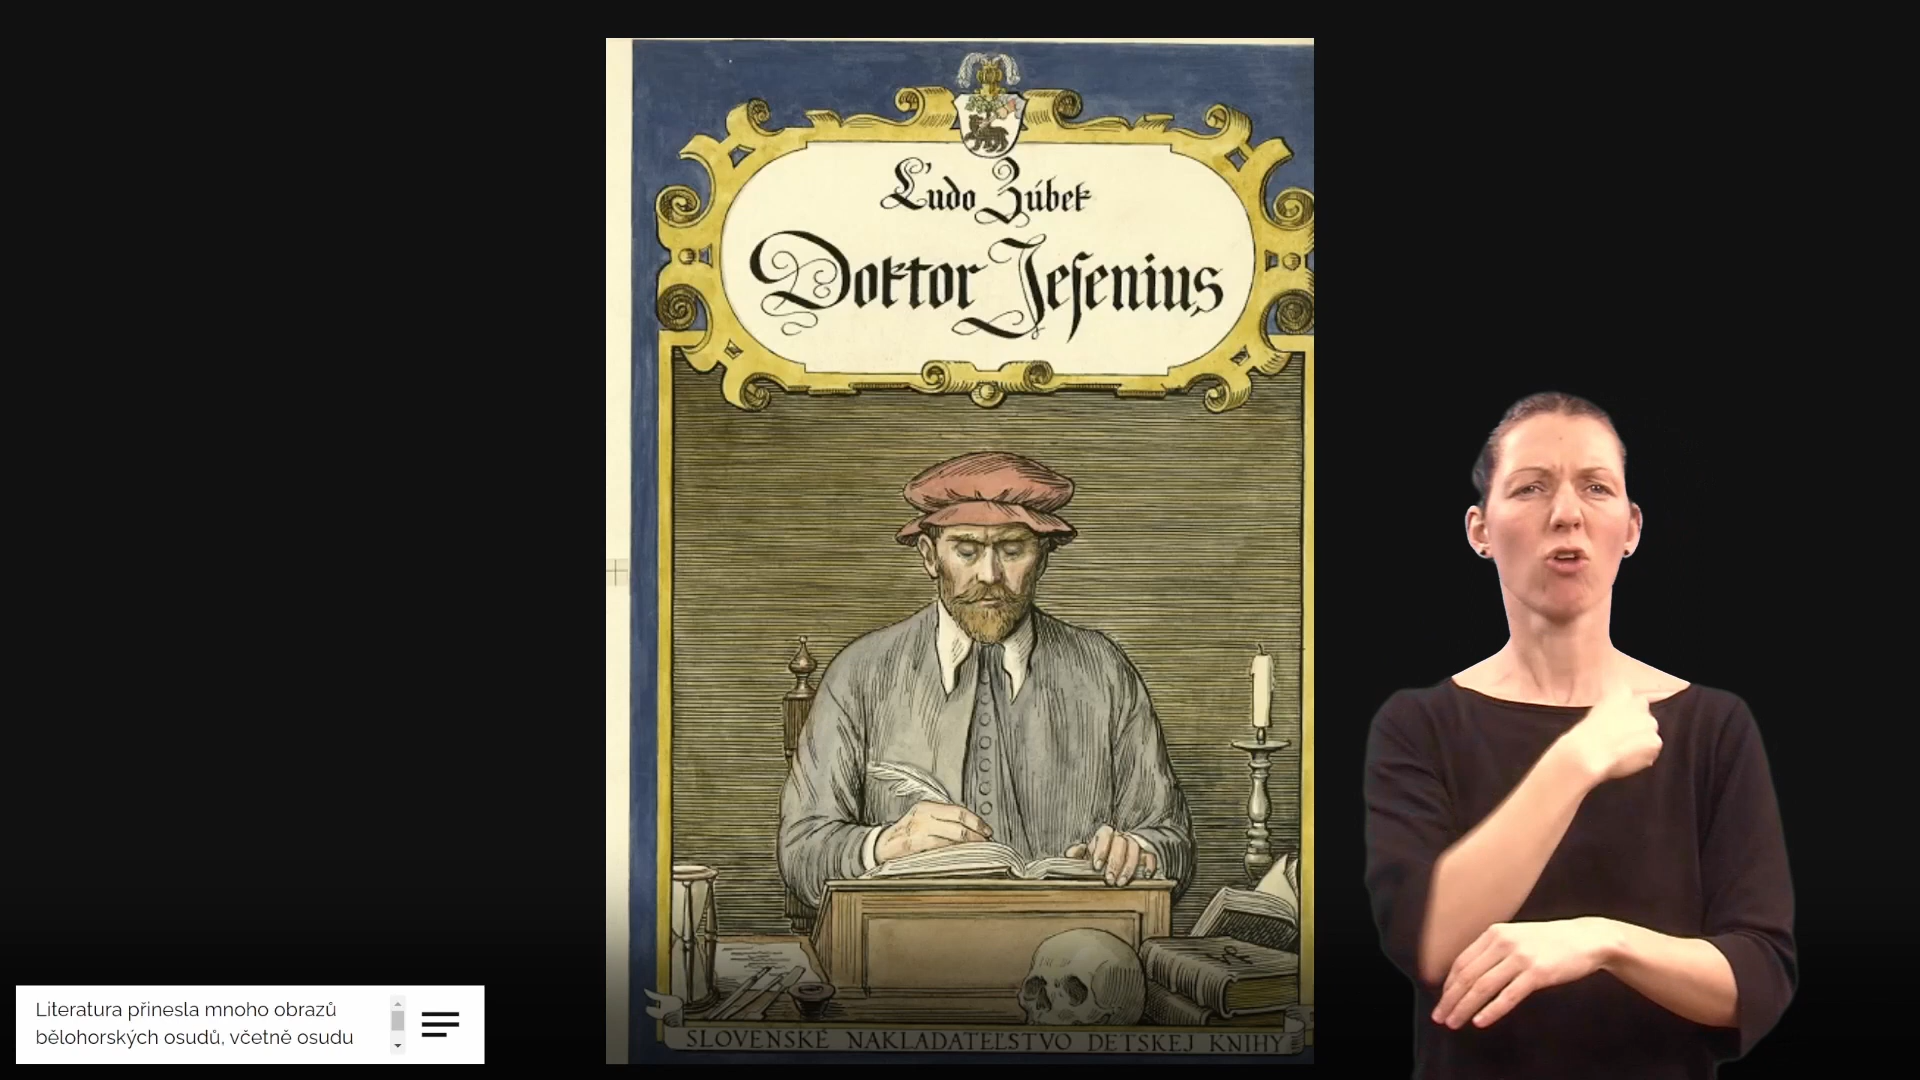 Ľudo Zúbek
Doktor Jesenius
SLOVENSKÉ NAKLADATEĽSTVO DETSKEJ KNIHY
Literatura přinesla mnoho obrazů
bělohorských osudů, včetně osudu